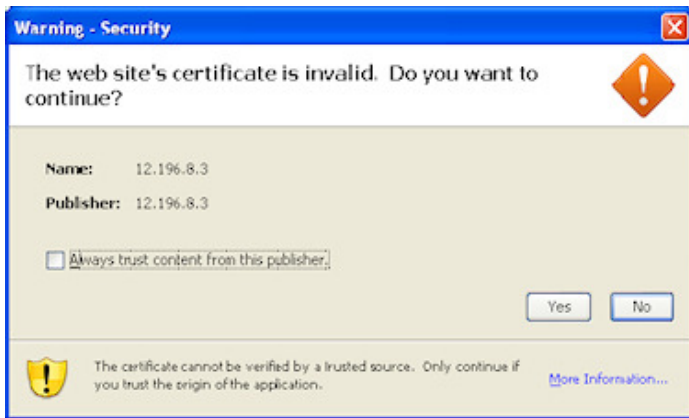 Warning - Security
The web site's certificate is invalid. Do you want to
continue?
Name: 12.196.8.3
Publisher: 12.196.8.3
Always trust content from this publisher.
Yes No
The certificate cannot be verified by a trusted source. Only continue if
you trust the origin of the application.
More Information...